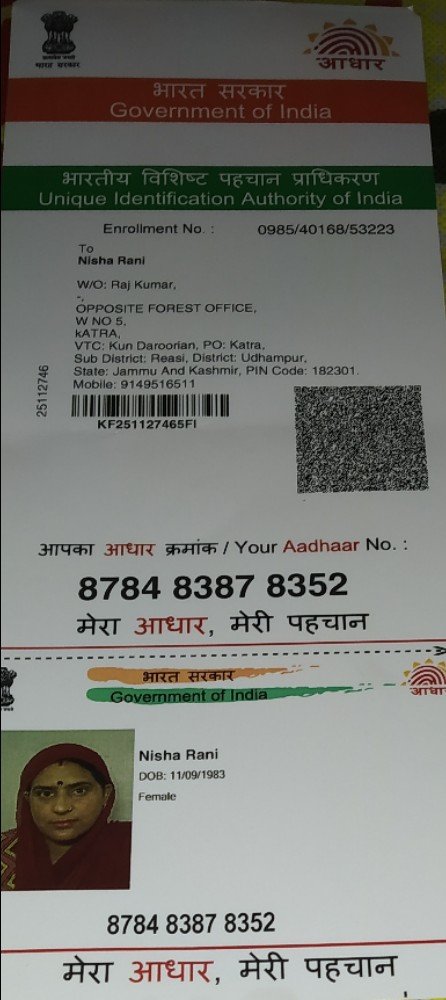 भारत सरकार
आधार
भारत सरकार
Government of India
भारतीय विशिष्ट पहचान प्राधिकरण
Unique Identification Authority of India
Enrollment No. : 0985/40168/53223
To
Nisha Rani
W/O: Raj Kumar,
-,
OPPOSITE FOREST OFFICE,
W NO 5,
kATRA,
VTC: Kun Daroorian, PO: Katra,
Sub District: Reasi, District: Udhampur,
State: Jammu And Kashmir, PIN Code: 182301.
Mobile: 9149516511
25112746
KF251127465FI
आपका आधार क्रमांक / Your Aadhaar No. :
8784 8387 8352
मेरा आधार, मेरी पहचान
भारत सरकार
Government of India
आधार
Nisha Rani
DOB: 11/09/1983
Female
8784 8387 8352
मेरा आधार, मेरी पहचान